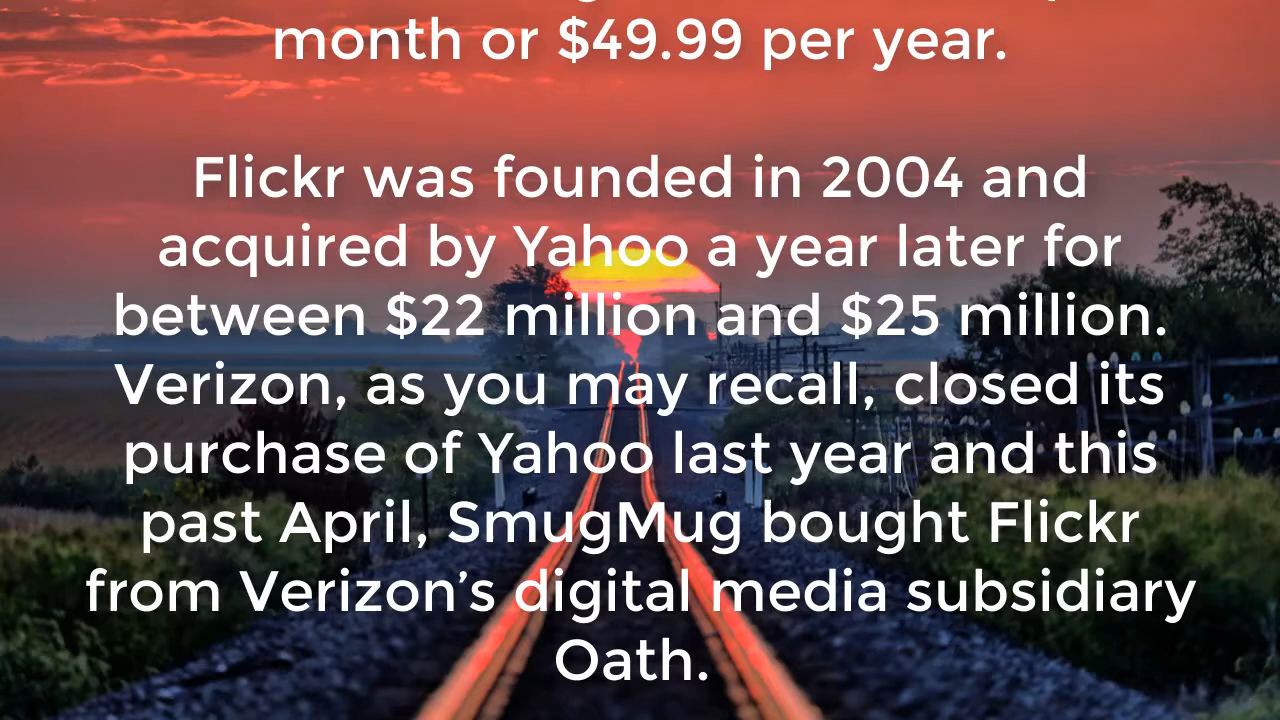 month or $49.99 per year.
Flickr was founded in 2004 and
acquired by Yahoo a year later for
between $22 million and $25 million.
Verizon, as you may recall, closed its
purchase of Yahoo last year and this
past April, SmugMug bought Flickr
from Verizon’s digital media subsidiary
Oath.